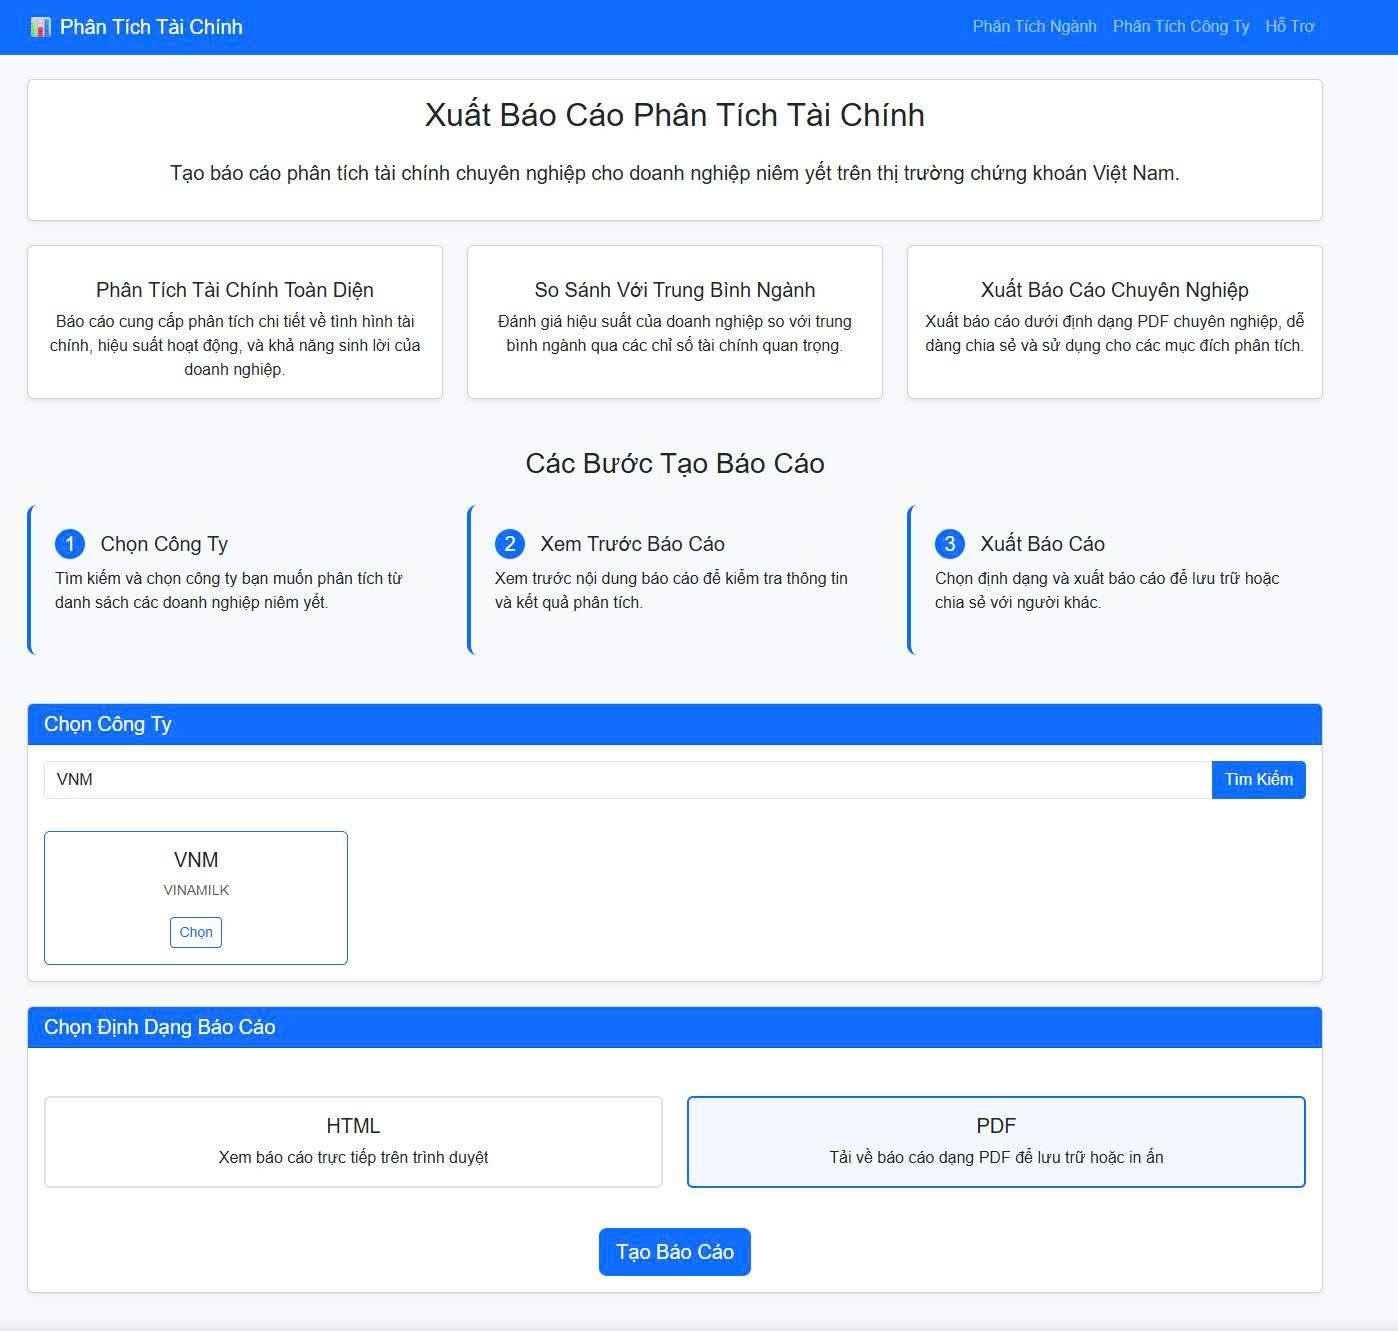 Phân Tích Tài Chính
Phân Tích Ngành Phân Tích Công Ty Hỗ Trợ
Xuất Báo Cáo Phân Tích Tài Chính
Tạo báo cáo phân tích tài chính chuyên nghiệp cho doanh nghiệp niêm yết trên thị trường chứng khoán Việt Nam.
Phân Tích Tài Chính Toàn Diện
Báo cáo cung cấp phân tích chi tiết về tình hình tài
chính, hiệu suất hoạt động, và khả năng sinh lời của
doanh nghiệp.
So Sánh Với Trung Bình Ngành
Đánh giá hiệu suất của doanh nghiệp so với trung
bình ngành qua các chỉ số tài chính quan trọng.
Xuất Báo Cáo Chuyên Nghiệp
Xuất báo cáo dưới định dạng PDF chuyên nghiệp, dễ
dàng chia sẻ và sử dụng cho các mục đích phân tích.
Các Bước Tạo Báo Cáo
1 Chọn Công Ty
Tìm kiếm và chọn công ty bạn muốn phân tích từ
danh sách các doanh nghiệp niêm yết.
2 Xem Trước Báo Cáo
Xem trước nội dung báo cáo để kiểm tra thông tin
và kết quả phân tích.
3 Xuất Báo Cáo
Chọn định dạng và xuất báo cáo để lưu trữ hoặc
chia sẻ với người khác.
Chọn Công Ty
VNM
Tìm Kiếm
VNM
VINAMILK
Chọn
Chọn Định Dạng Báo Cáo
HTML
Xem báo cáo trực tiếp trên trình duyệt
PDF
Tải về báo cáo dạng PDF để lưu trữ hoặc in ấn
Tạo Báo Cáo